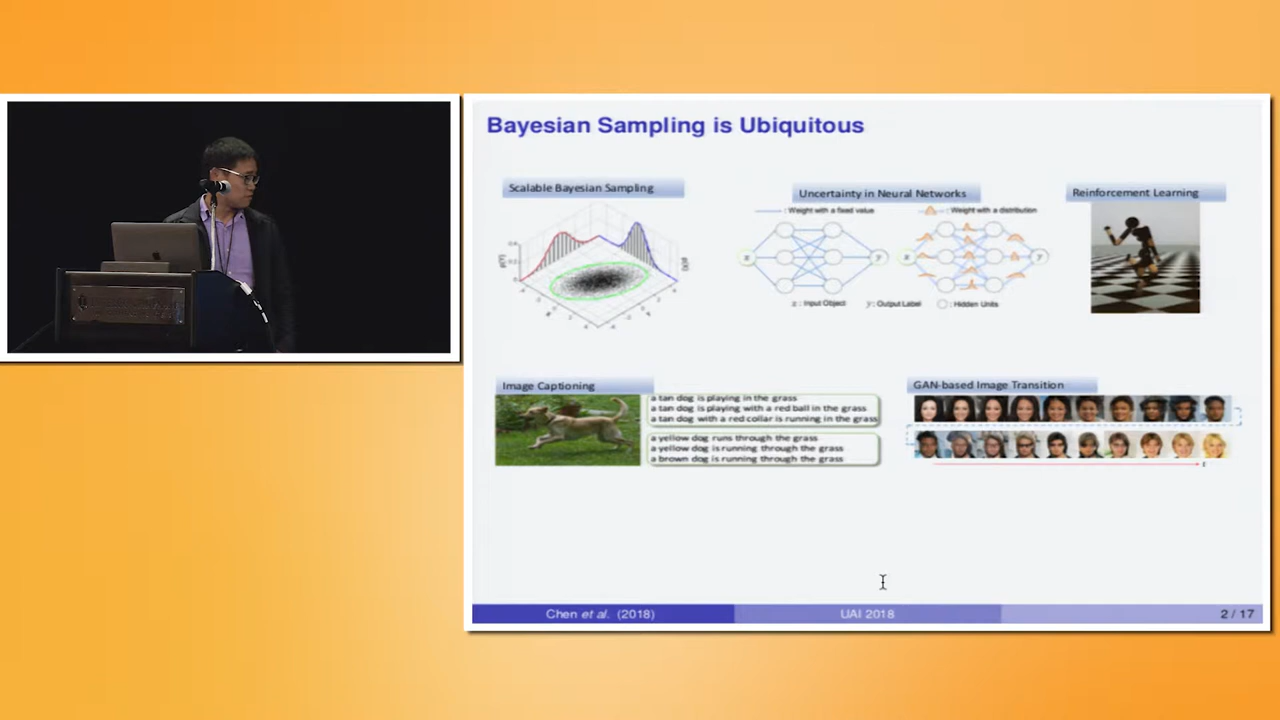 Bayesian Sampling is Ubiquitous
Scalable Bayesian Sampling
Uncertainty in Neural Networks
Reinforcement Learning
: Weight with a fixed value
: Weight with a distribution
x
y
x
y
x : Input Object
y : Output Label
: Hidden Units
Image Captioning
a tan dog is playing in the grass
a tan dog is playing with a red ball in the grass
a tan dog with a red collar is running in the grass
a yellow dog runs through the grass
a yellow dog is running through the grass
a brown dog is running through the grass
GAN-based Image Transition
Chen et al. (2018)
UAI 2018
2 / 17